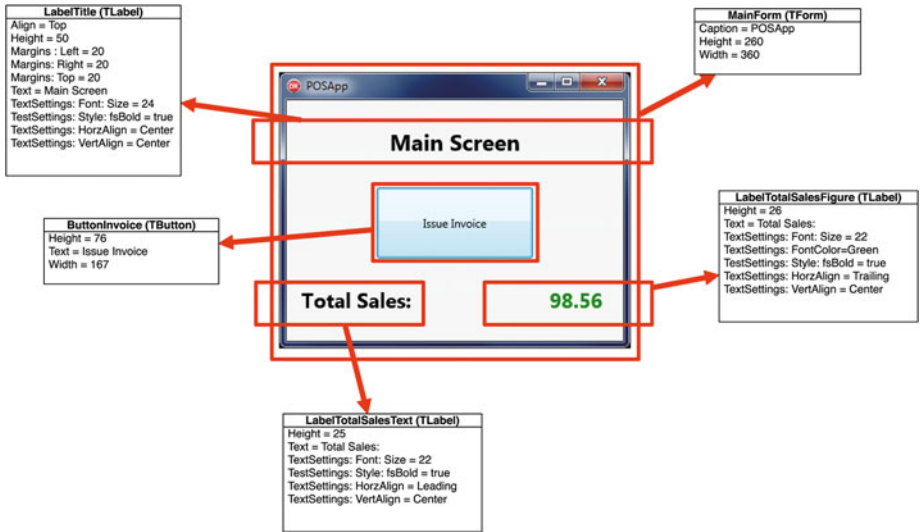 LabelTitle (TLabel)
Align = Top
Height = 50
Margins : Left = 20
Margins: Right = 20
Margins: Top = 20
Text = Main Screen
TextSettings: Font: Size = 24
TestSettings: Style: fsBold = true
TextSettings: HorzAlign = Center
TextSettings: VertAlign = Center
MainForm (TForm)
Caption = POSApp
Height = 260
Width = 360
POSApp
Main Screen
Issue Invoice
Total Sales:
98.56
ButtonInvoice (TButton)
Height = 76
Text = Issue Invoice
Width = 167
LabelTotalSalesFigure (TLabel)
Height = 26
Text = Total Sales:
TextSettings: Font: Size = 22
TextSettings: FontColor=Green
TestSettings: Style: fsBold = true
TextSettings: HorzAlign = Trailing
TextSettings: VertAlign = Center
LabelTotalSalesText (TLabel)
Height = 25
Text = Total Sales:
TextSettings: Font: Size = 22
TestSettings: Style: fsBold = true
TextSettings: HorzAlign = Leading
TextSettings: VertAlign = Center